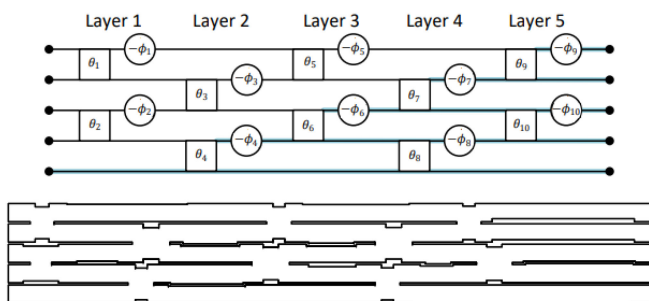 Layer 1 Layer 2 Layer 3 Layer 4 Layer 5
−ϕ₁ −ϕ₅ −ϕ₉
θ₁ θ₅ θ₉
−ϕ₃ −ϕ₇
θ₃ θ₇
−ϕ₂ −ϕ₆ −ϕ₁₀
θ₂ θ₆ θ₁₀
−ϕ₄ −ϕ₈
θ₄ θ₈